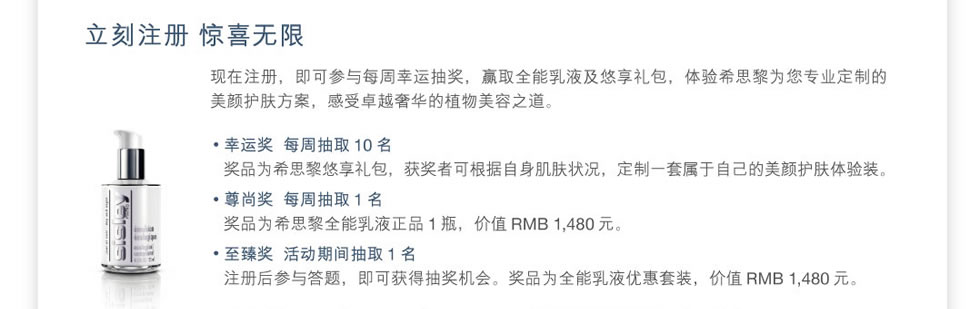 立刻注册 惊喜无限
现在注册，即可参与每周幸运抽奖，赢取全能乳液及悠享礼包，体验希思黎为您专业定制的
美颜护肤方案，感受卓越奢华的植物美容之道。
• 幸运奖 每周抽取 10 名
奖品为希思黎悠享礼包，获奖者可根据自身肌肤状况，定制一套属于自己的美颜护肤体验装。
• 尊尚奖 每周抽取 1 名
奖品为希思黎全能乳液正品 1 瓶，价值 RMB 1,480 元。
• 至臻奖 活动期间抽取 1 名
注册后参与答题，即可获得抽奖机会。奖品为全能乳液优惠套装，价值 RMB 1,480 元。
sisley